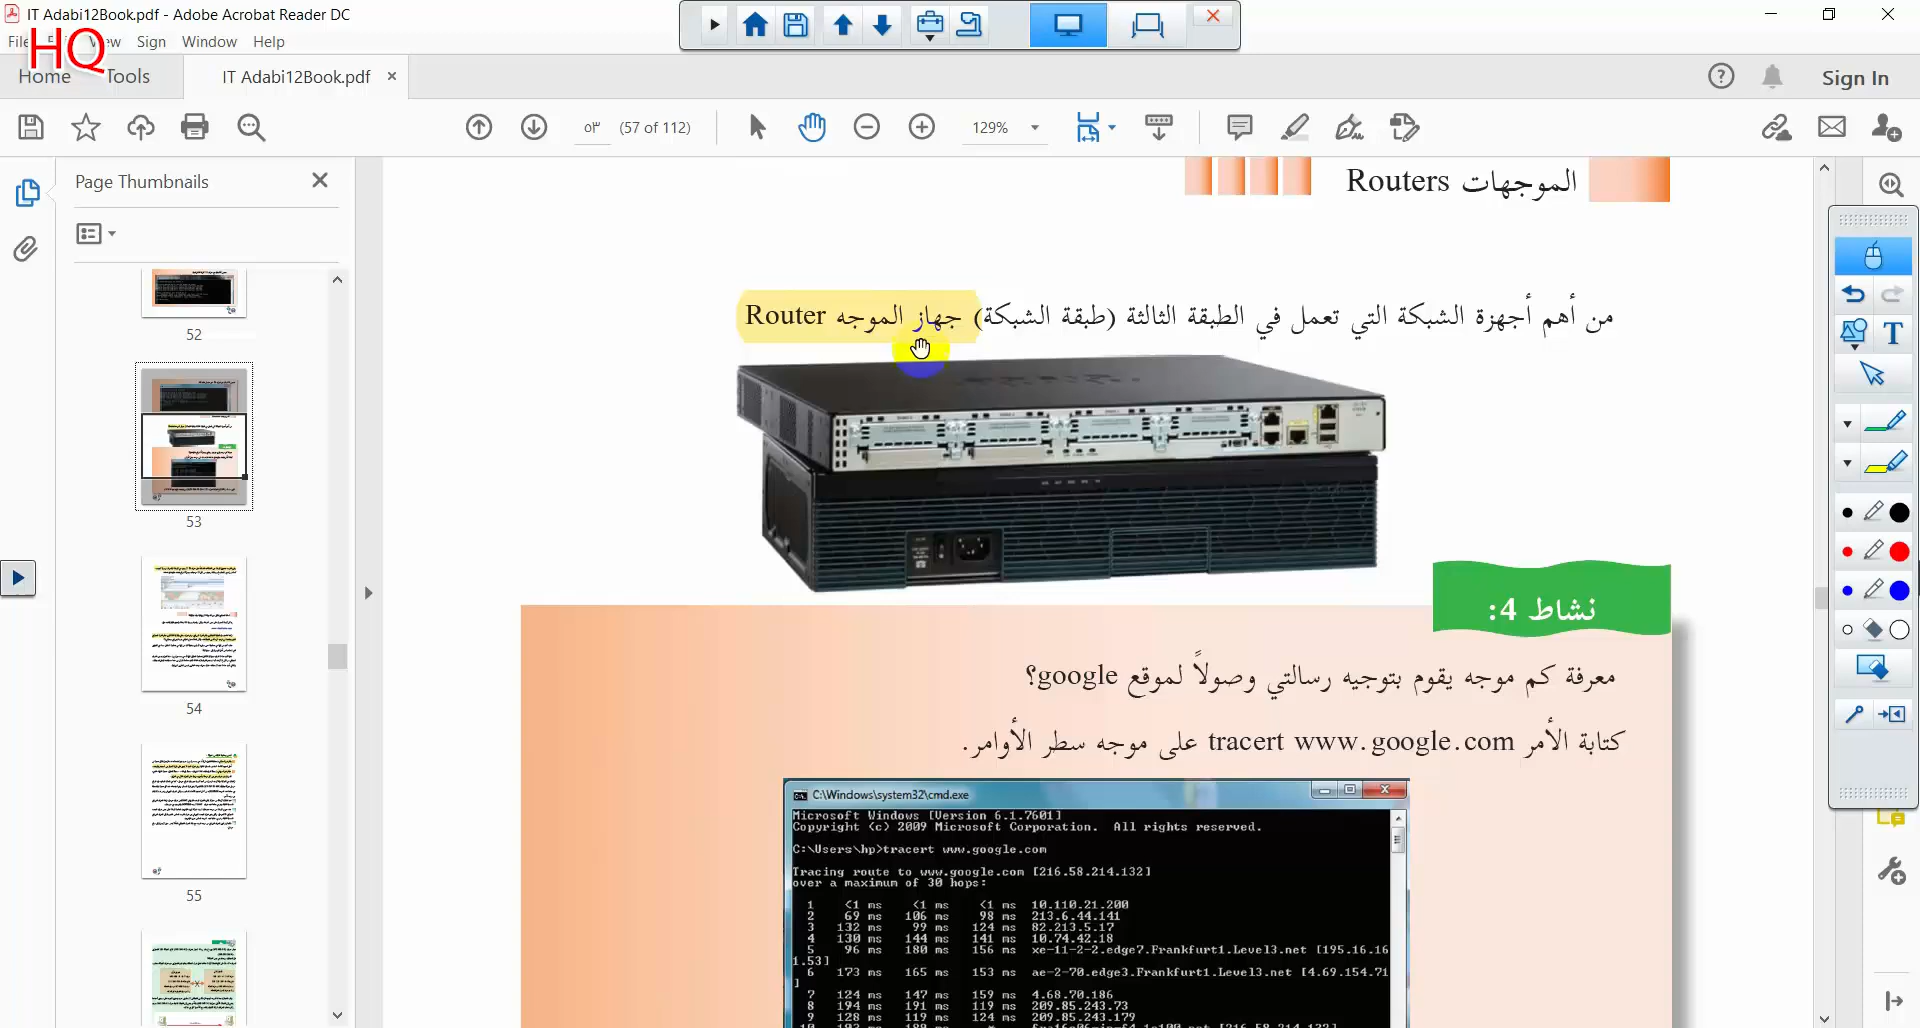 IT Adabi12Book.pdf - Adobe Acrobat Reader DC
HQ
View Sign Window Help
Home Tools IT Adabi12Book.pdf × Sign In
٥٣ (57 of 112) 129%
Page Thumbnails
52
53
54
55
الموجهات Routers
من أهم أجهزة الشبكة التي تعمل في الطبقة الثالثة (طبقة الشبكة) جهاز الموجه Router
نشاط 4:
معرفة كم موجه يقوم بتوجيه رسالتي وصولاً لموقع google؟
كتابة الأمر tracert www.google.com على موجه سطر الأوامر.
C:\Windows\system32\cmd.exe
Microsoft Windows [Version 6.1.7601]
Copyright (c) 2009 Microsoft Corporation. All rights reserved.
C:\Users\hp>tracert www.google.com
Tracing route to www.google.com [216.58.214.132]
over a maximum of 30 hops:
1 <1 ms <1 ms <1 ms 10.110.21.200
2 69 ms 106 ms 98 ms 213.6.44.141
3 132 ms 99 ms 124 ms 82.213.5.17
4 130 ms 144 ms 141 ms 10.74.42.18
5 96 ms 180 ms 156 ms xe-11-2-2.edge7.Frankfurt1.Level3.net [195.16.16
1.53]
6 173 ms 165 ms 153 ms ae-2-70.edge3.Frankfurt1.Level3.net [4.69.154.71
]
7 124 ms 147 ms 159 ms 4.68.70.186
8 194 ms 191 ms 119 ms 209.85.243.73
9 128 ms 119 ms 124 ms 209.85.243.179